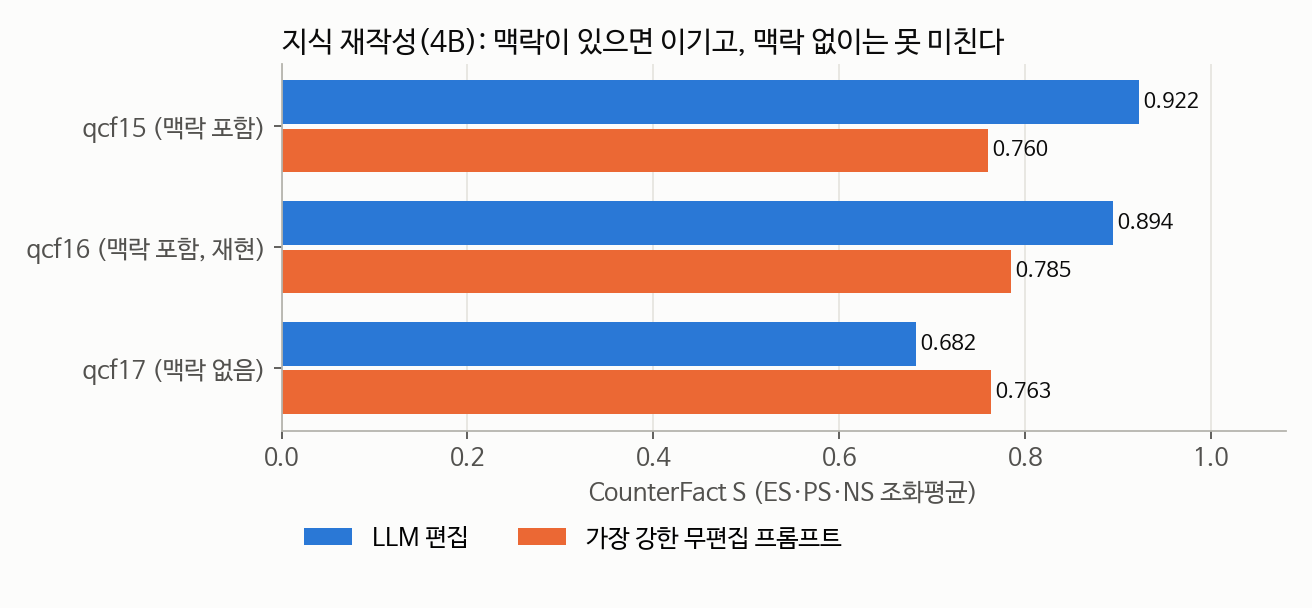 지식 재작성(4B): 맥락이 있으면 이기고, 맥락 없이는 못 미친다
qcf15 (맥락 포함)
0.922
0.760
qcf16 (맥락 포함, 재현)
0.894
0.785
qcf17 (맥락 없음)
0.682
0.763
0.0 0.2 0.4 0.6 0.8 1.0
CounterFact S (ES·PS·NS 조화평균)
LLM 편집 가장 강한 무편집 프롬프트